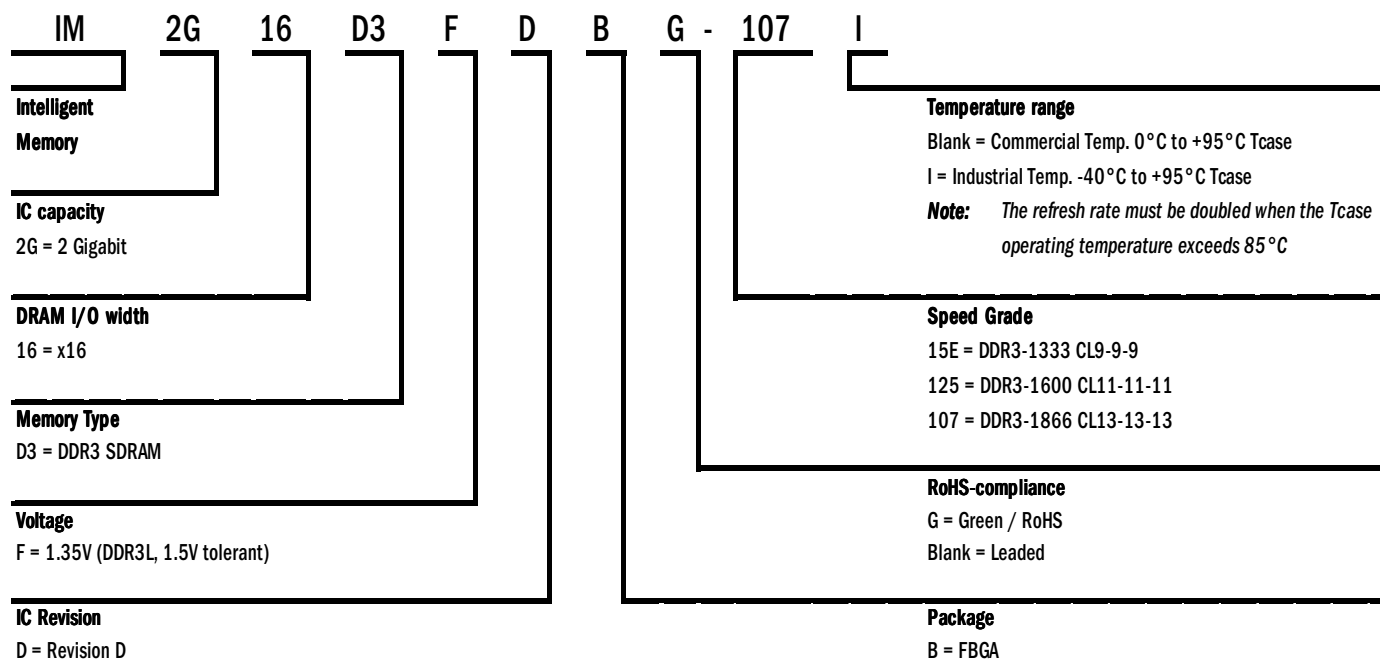 IM 2G 16 D3 F D B G - 107 I
Intelligent
Memory
IC capacity
2G = 2 Gigabit
DRAM I/O width
16 = x16
Memory Type
D3 = DDR3 SDRAM
Voltage
F = 1.35V (DDR3L, 1.5V tolerant)
IC Revision
D = Revision D
Temperature range
Blank = Commercial Temp. 0°C to +95°C Tcase
I = Industrial Temp. -40°C to +95°C Tcase
Note: The refresh rate must be doubled when the Tcase
operating temperature exceeds 85°C
Speed Grade
15E = DDR3-1333 CL9-9-9
125 = DDR3-1600 CL11-11-11
107 = DDR3-1866 CL13-13-13
RoHS-compliance
G = Green / RoHS
Blank = Leaded
Package
B = FBGA